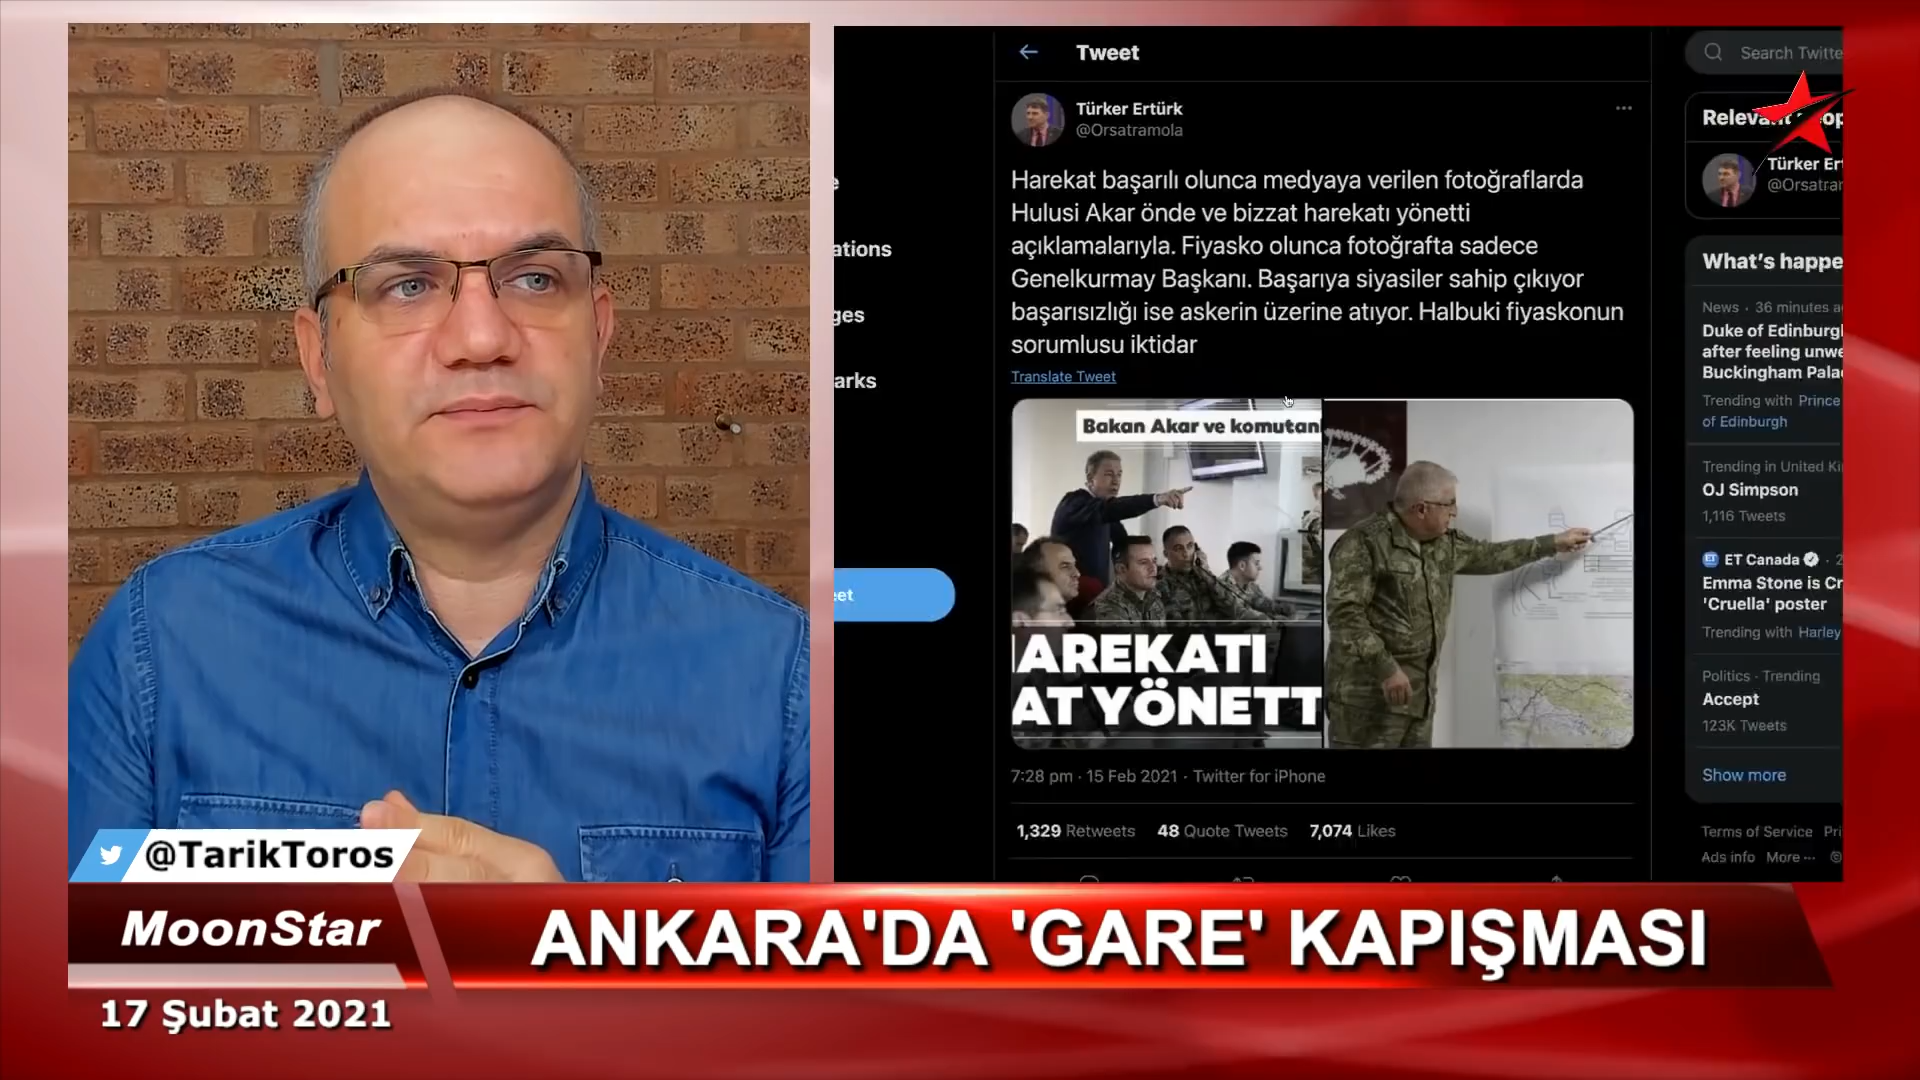 Tweet
Türker Ertürk
@Orsatramola
Harekat başarılı olunca medyaya verilen fotoğraflarda
Hulusi Akar önde ve bizzat harekatı yönetti
açıklamalarıyla. Fiyasko olunca fotoğrafta sadece
Genelkurmay Başkanı. Başarıya siyasiler sahip çıkıyor
başarısızlığı ise askerin üzerine atıyor. Halbuki fiyaskonun
sorumlusu iktidar
Translate Tweet
Bakan Akar ve komutan
AREKATI
AT YÖNETT
7:28 pm · 15 Feb 2021 · Twitter for iPhone
1,329 Retweets 48 Quote Tweets 7,074 Likes
e
ations
ges
arks
eet
Search Twitte
Türker Ert
@Orsatran
What's happe
News · 36 minutes a
Duke of Edinburgh
after feeling unwe
Buckingham Pala
Trending with Prince
of Edinburgh
Trending in United Ki
OJ Simpson
1,116 Tweets
ET Canada · 2
Emma Stone is Cr
'Cruella' poster
Trending with Harley
Politics · Trending
Accept
123K Tweets
Show more
Terms of Service Pri
Ads info More ···
@TarikToros
MoonStar
ANKARA'DA 'GARE' KAPIŞMASI
17 Şubat 2021